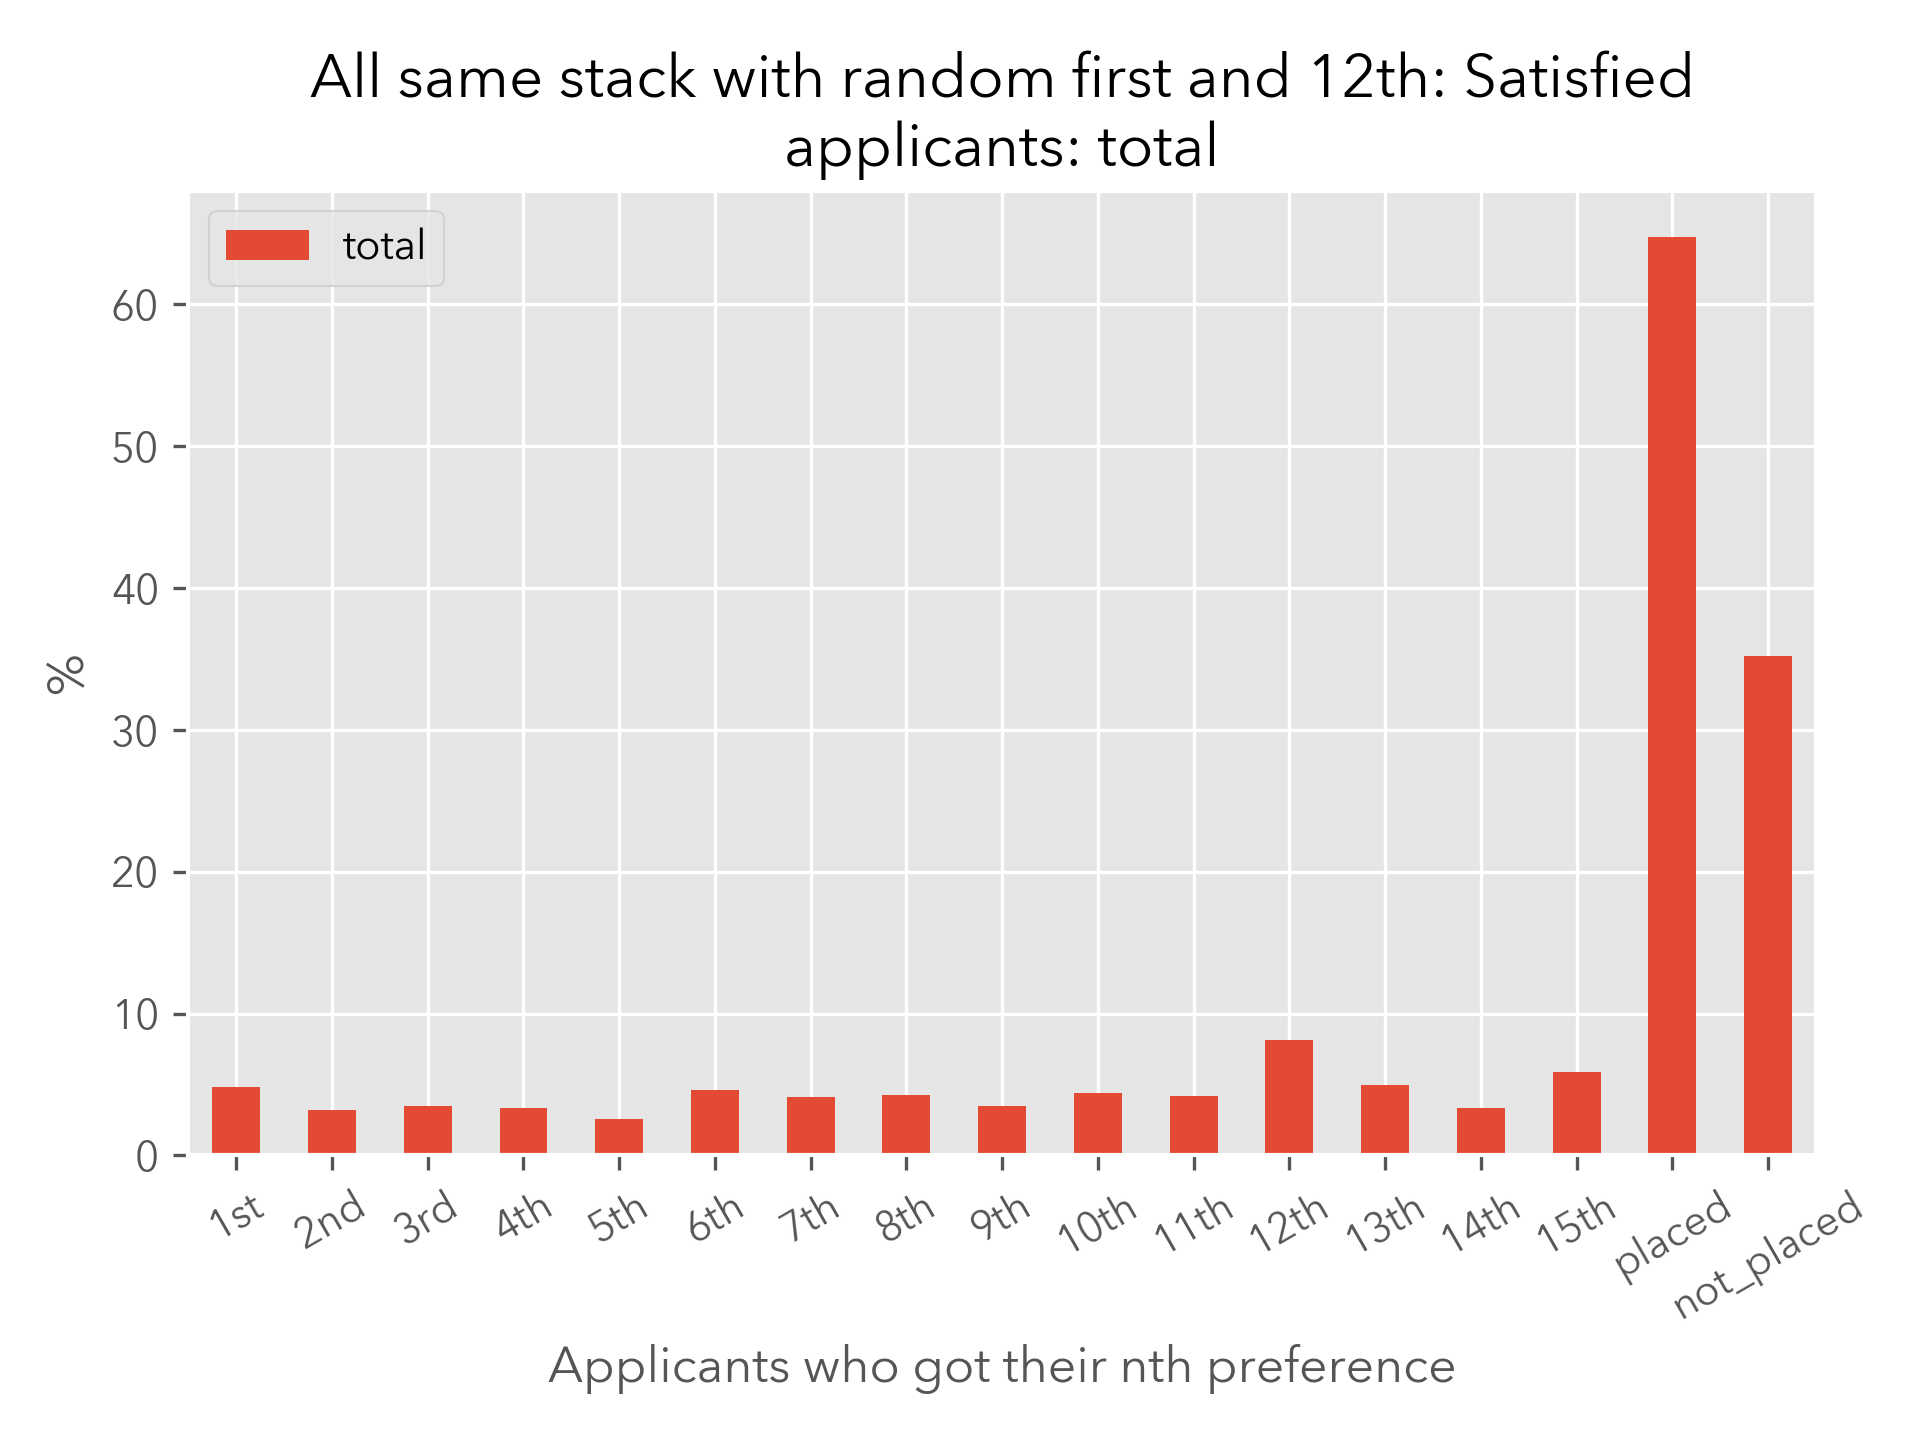 All same stack with random first and 12th: Satisfied
applicants: total
total
60
50
40
30
20
10
0
%
1st
2nd
3rd
4th
5th
6th
7th
8th
9th
10th
11th
12th
13th
14th
15th
placed
not_placed
Applicants who got their nth preference